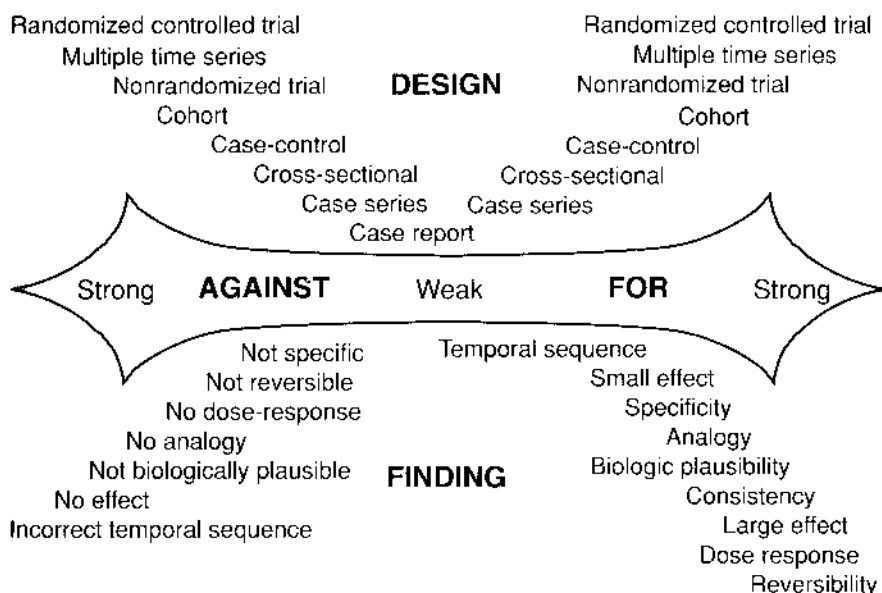 Randomized controlled trial Randomized controlled trial
Multiple time series Multiple time series
Nonrandomized trial DESIGN Nonrandomized trial
Cohort Cohort
Case-control Case-control
Cross-sectional Cross-sectional
Case series Case series
Case report
Strong AGAINST Weak FOR Strong
Not specific Temporal sequence
Not reversible Small effect
No dose-response Specificity
No analogy Analogy
Not biologically plausible FINDING Biologic plausibility
No effect Consistency
Incorrect temporal sequence Large effect
Dose response
Reversibility